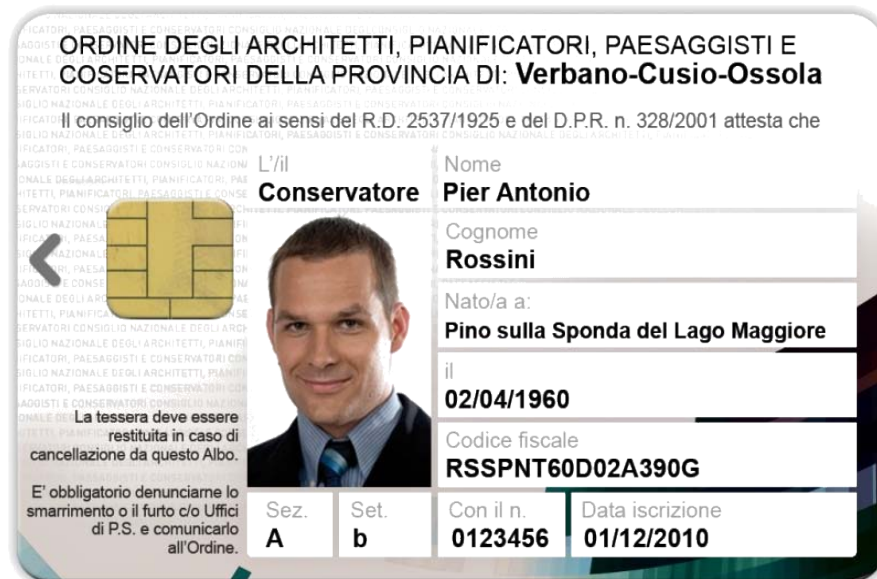 ORDINE DEGLI ARCHITETTI, PIANIFICATORI, PAESAGGISTI E
COSERVATORI DELLA PROVINCIA DI: Verbano-Cusio-Ossola
Il consiglio dell'Ordine ai sensi del R.D. 2537/1925 e del D.P.R. n. 328/2001 attesta che
L'/il
Conservatore
Nome
Pier Antonio
Cognome
Rossini
Nato/a a:
Pino sulla Sponda del Lago Maggiore
il
02/04/1960
Codice fiscale
RSSPNT60D02A390G
La tessera deve essere
restituita in caso di
cancellazione da questo Albo.
E' obbligatorio denunciarne lo
smarrimento o il furto c/o Uffici
di P.S. e comunicarlo
all'Ordine.
Sez.
A
Set.
b
Con il n.
0123456
Data iscrizione
01/12/2010